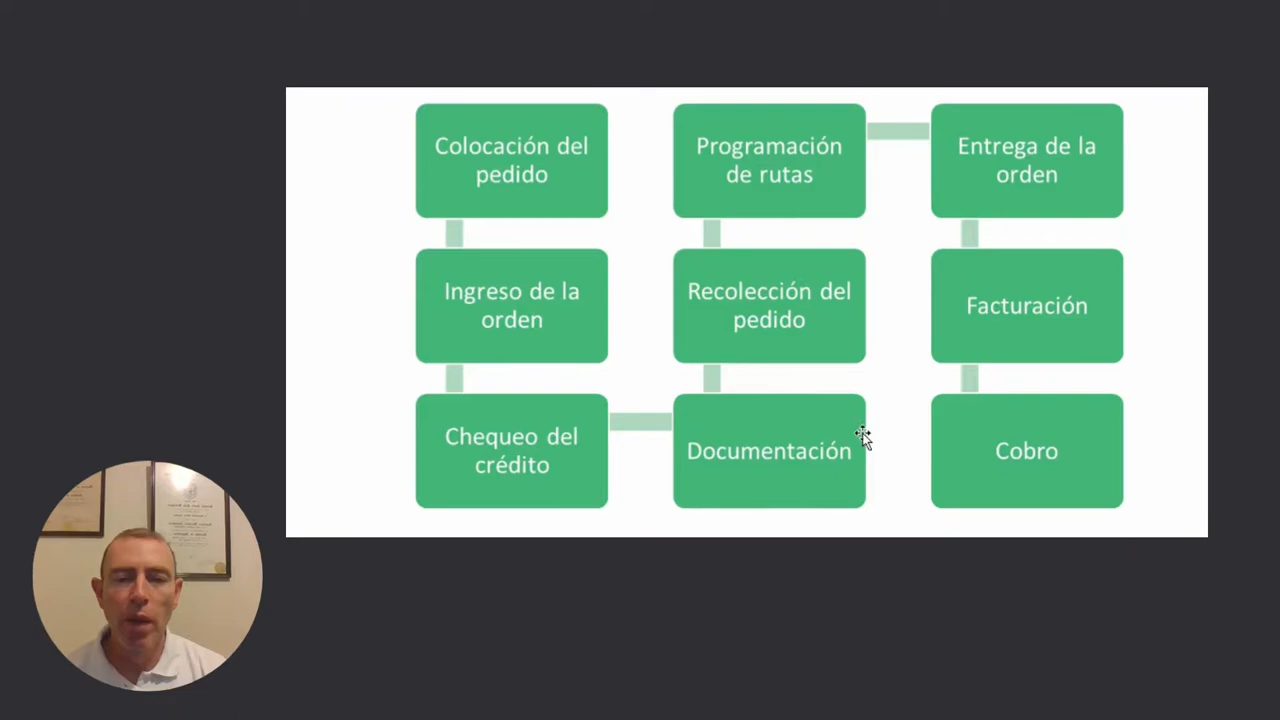 Colocación del
pedido
Ingreso de la
orden
Chequeo del
crédito
Documentación
Recolección del
pedido
Programación
de rutas
Entrega de la
orden
Facturación
Cobro